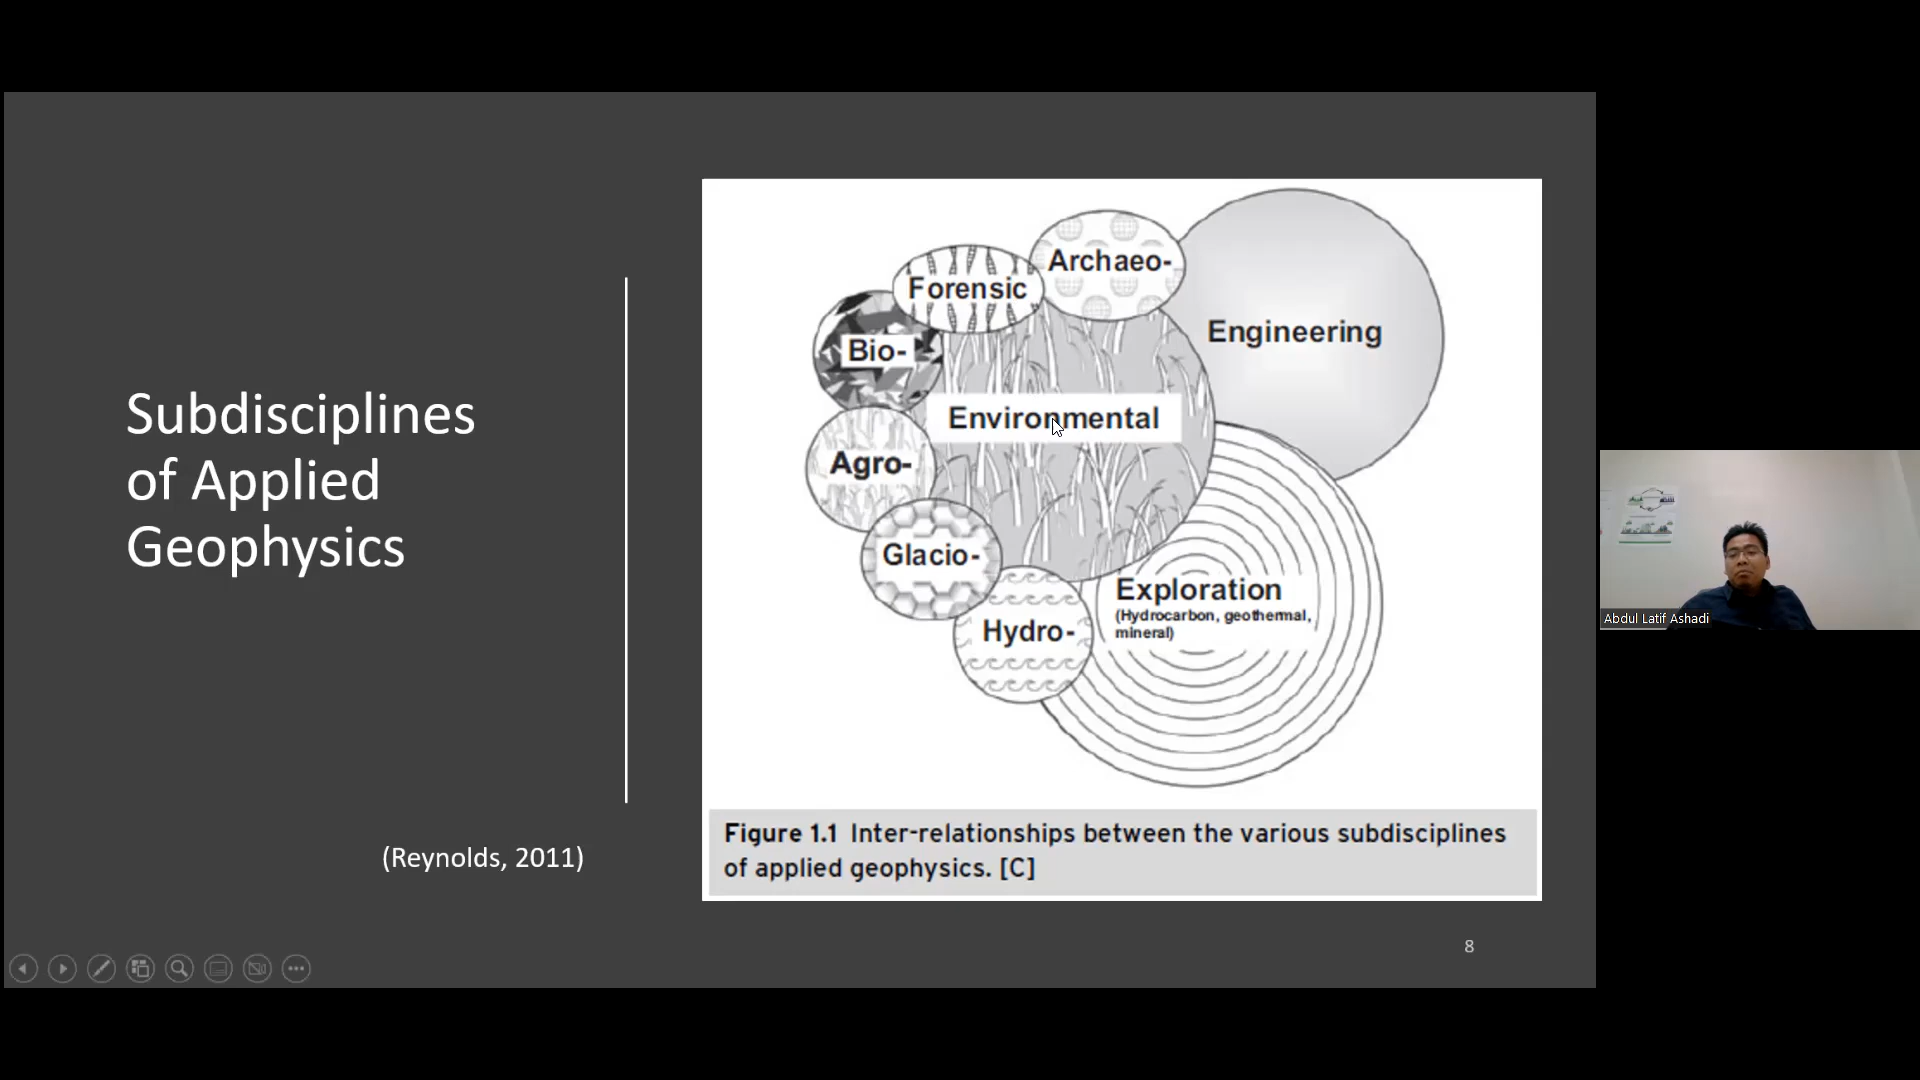 Subdisciplines
of Applied
Geophysics
(Reynolds, 2011)
Archaeo-
Forensic
Engineering
Bio-
Environmental
Agro-
Glacio-
Exploration
(Hydrocarbon, geothermal,
mineral)
Hydro-
Figure 1.1 Inter-relationships between the various subdisciplines
of applied geophysics. [C]
8
Abdul Latif Ashadi